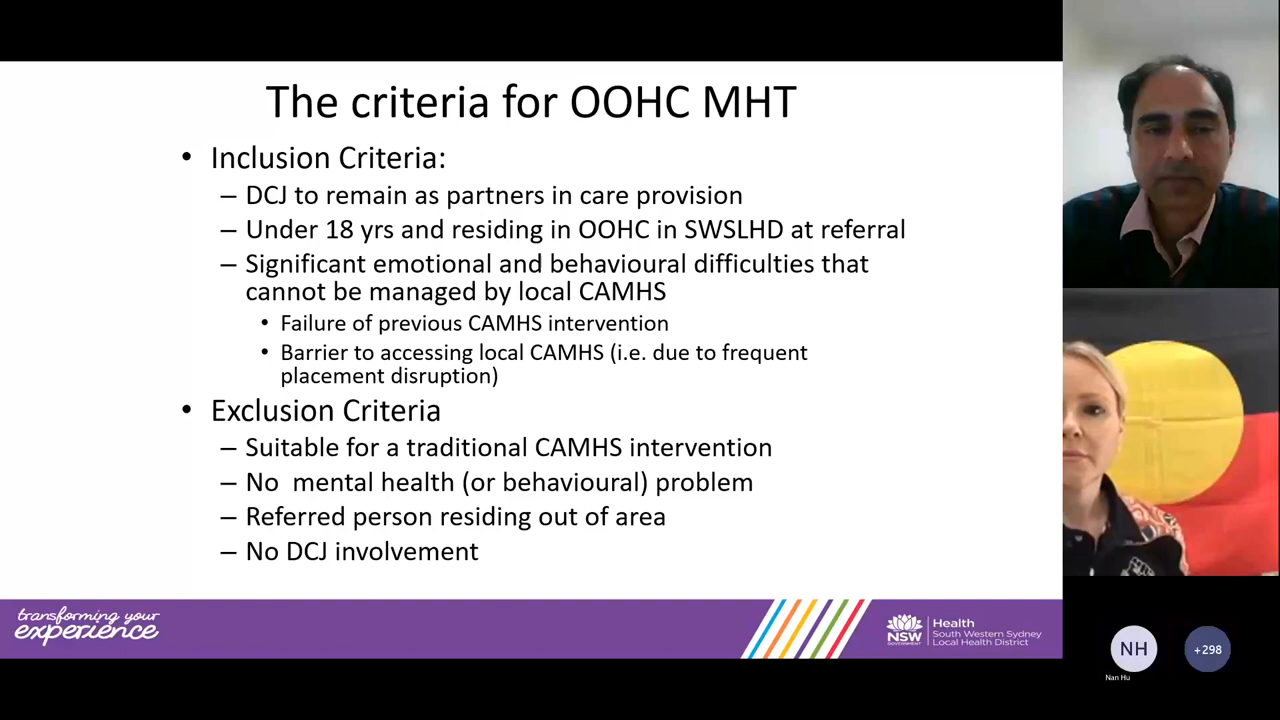 The criteria for OOHC MHT
• Inclusion Criteria:
– DCJ to remain as partners in care provision
– Under 18 yrs and residing in OOHC in SWSLHD at referral
– Significant emotional and behavioural difficulties that
cannot be managed by local CAMHS
• Failure of previous CAMHS intervention
• Barrier to accessing local CAMHS (i.e. due to frequent
placement disruption)
• Exclusion Criteria
– Suitable for a traditional CAMHS intervention
– No  mental health (or behavioural) problem
– Referred person residing out of area
– No DCJ involvement
transforming your
experience
NSW
GOVERNMENT
Health
South Western Sydney
Local Health District
NH
Nan Hu
+298